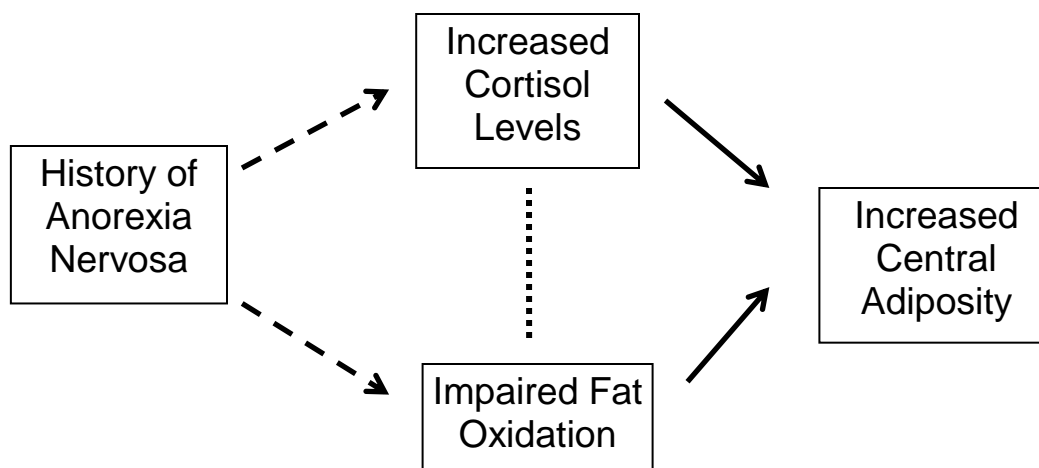 History of
Anorexia
Nervosa
Increased
Cortisol
Levels
Impaired Fat
Oxidation
Increased
Central
Adiposity